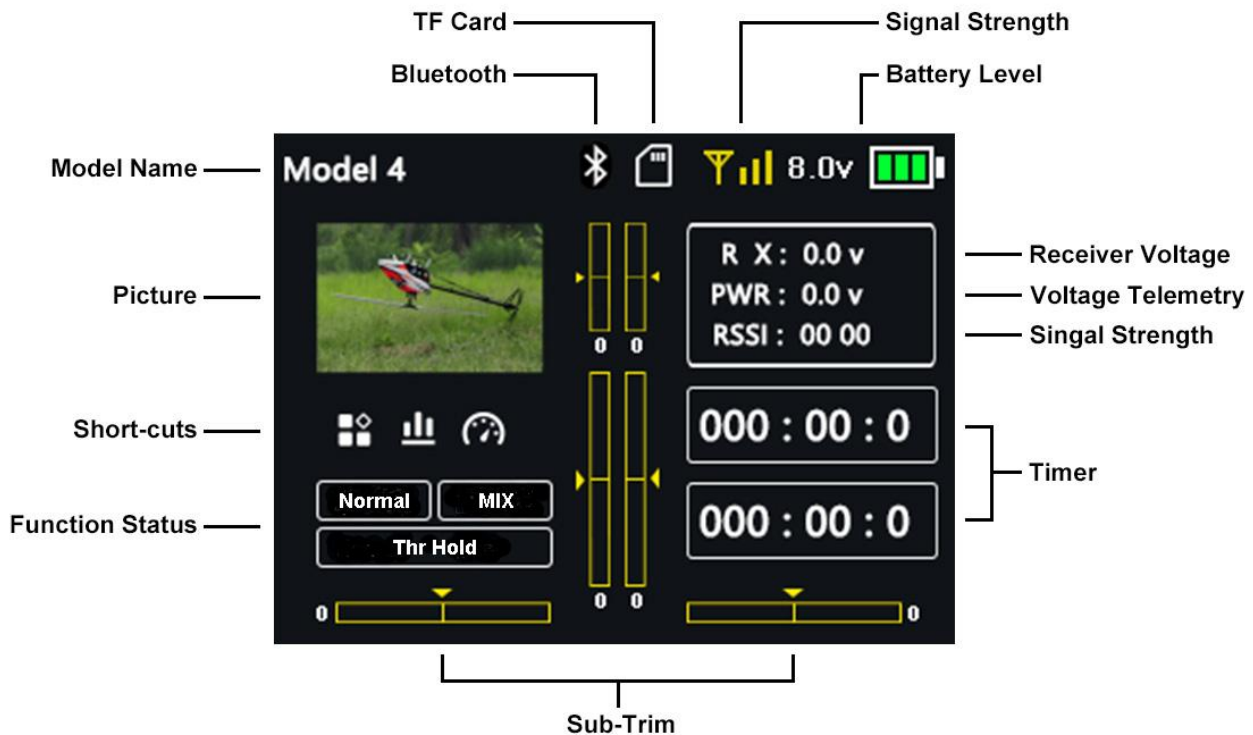 TF Card
Signal Strength
Bluetooth
Battery Level
Model Name
Model 4
8.0v
Picture
R X : 0.0 v
Receiver Voltage
PWR : 0.0 v
Voltage Telemetry
RSSI : 00 00
Singal Strength
0 0
Short-cuts
000 : 00 : 0
Timer
Function Status
Normal
MIX
Thr Hold
000 : 00 : 0
0
0 0
0
Sub-Trim